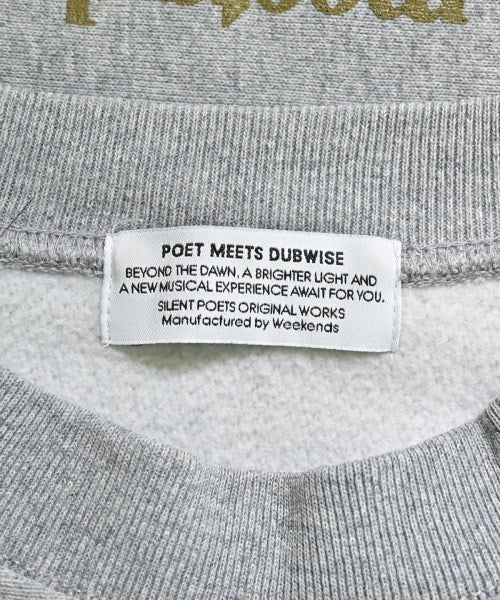 POET MEETS DUBWISE
BEYOND THE DAWN, A BRIGHTER LIGHT AND
A NEW MUSICAL EXPERIENCE AWAIT FOR YOU.
SILENT POETS ORIGINAL WORKS
Manufactured by Weekends